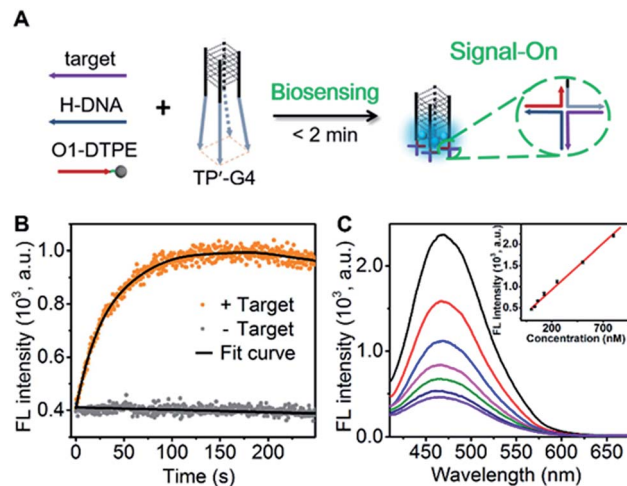 A
target
H-DNA
O1-DTPE
+
TP′-G4
Biosensing
< 2 min
Signal-On
B
FL intensity (10³, a.u.)
1.0
0.8
0.6
0.4
+ Target
- Target
Fit curve
0 50 100 150 200
Time (s)
C
FL intensity (10³, a.u.)
2.0
1.0
0.0
400 450 500 550 600 650
Wavelength (nm)
FL intensity (10³, a.u.)
2.5
2.0
1.5
1.0
0.5
200 700
Concentration (nM)